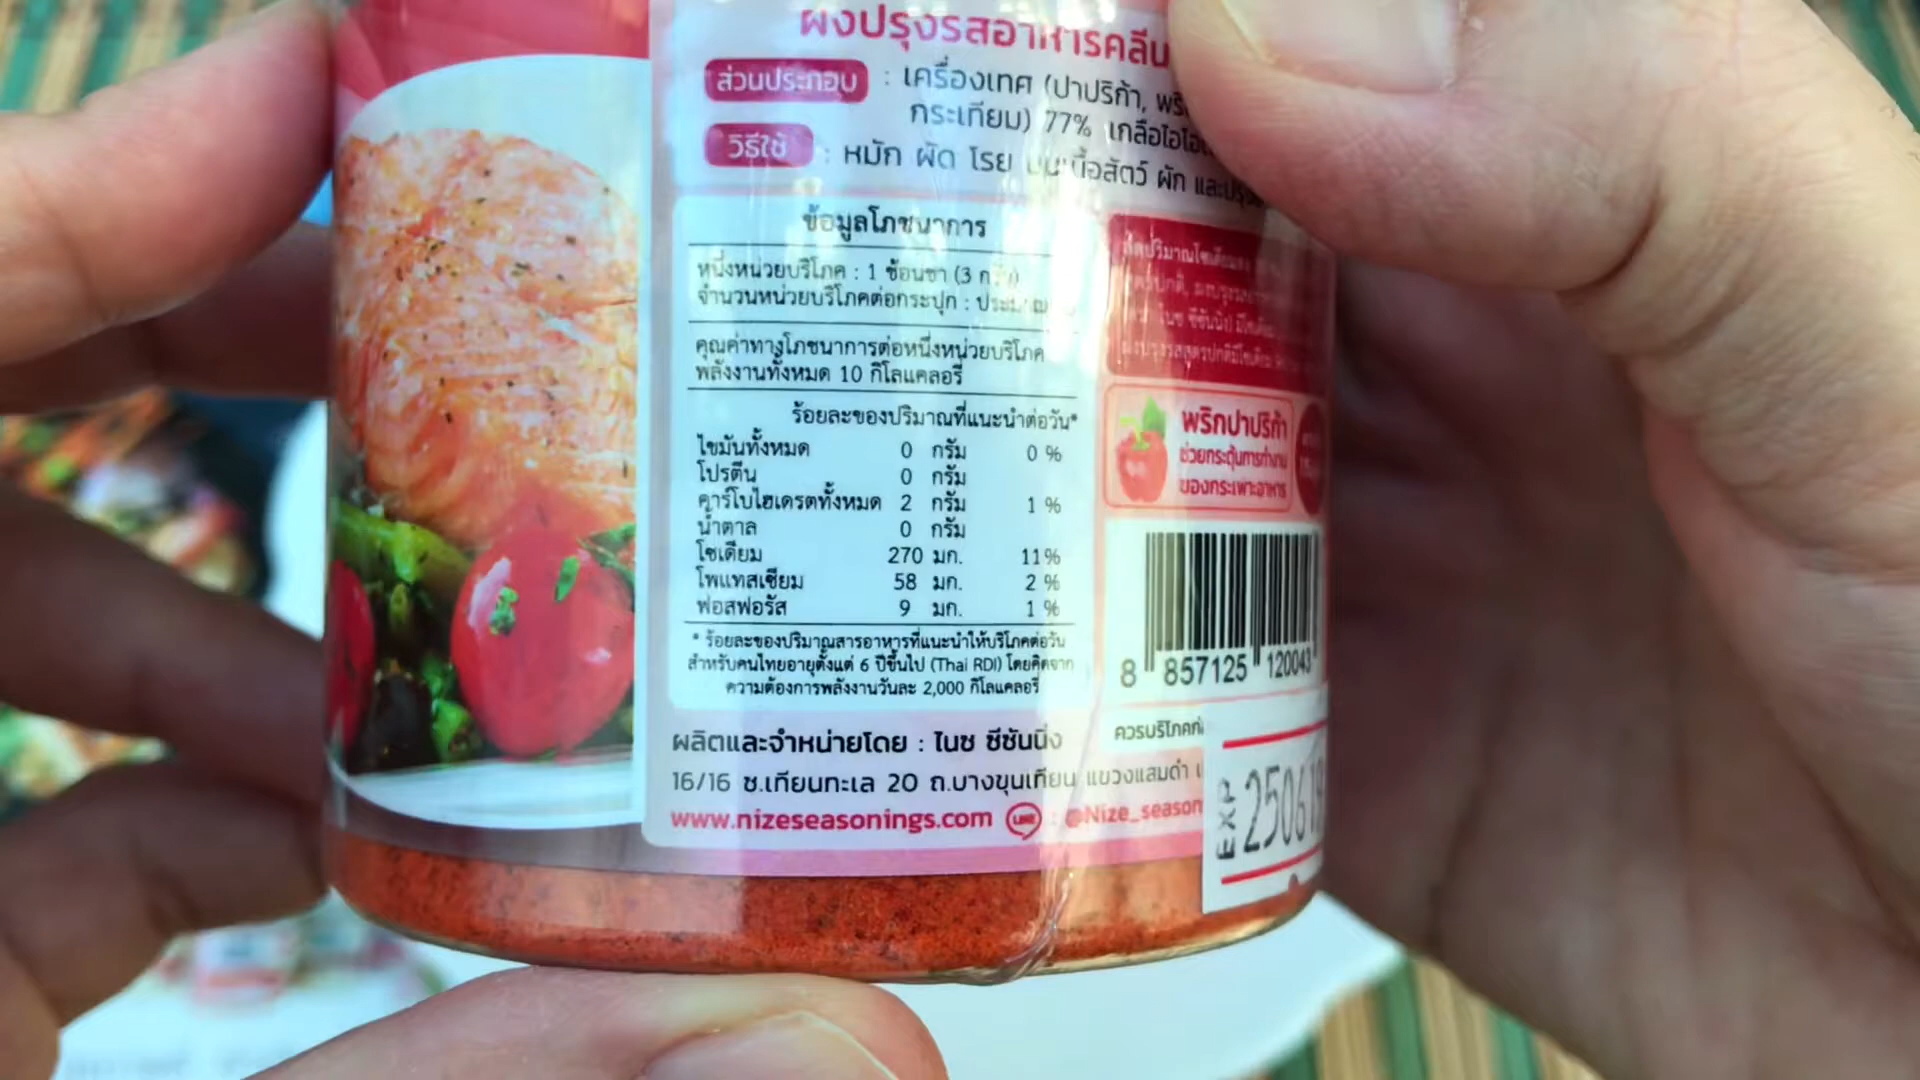 ผงปรุงรสอาหารคลีน
ส่วนประกอบ : เครื่องเทศ (ปาปริก้า,
กระเทียม) 77%
วิธีใช้ : หมัก ผัด โรย บนเนื้อสัตว์ ผัก
ข้อมูลโภชนาการ
หนึ่งหน่วยบริโภค : 1 ช้อนชา (3 กรัม)
จำนวนหน่วยบริโภคต่อกระปุก :
คุณค่าทางโภชนาการต่อหนึ่งหน่วยบริโภค
พลังงานทั้งหมด 10 กิโลแคลอรี่
ร้อยละของปริมาณที่แนะนำต่อวัน*
ไขมันทั้งหมด 0 กรัม 0 %
โปรตีน 0 กรัม
คาร์โบไฮเดรตทั้งหมด 2 กรัม 1 %
น้ำตาล 0 กรัม
โซเดียม 270 มก. 11 %
โพแทสเซียม 58 มก. 2 %
ฟอสฟอรัส 9 มก. 1 %
* ร้อยละของปริมาณสารอาหารที่แนะนำให้บริโภคต่อวัน
สำหรับคนไทยอายุตั้งแต่ 6 ปีขึ้นไป (Thai RDI) โดยคิดจาก
ความต้องการพลังงานวันละ 2,000 กิโลแคลอรี่
ผลิตและจำหน่ายโดย : ไนซ ซีซันนิ่ง
16/16 ซ.เทียนทะเล 20 ถ.บางขุนเทียน แขวงแสมดำ
www.nizeseasonings.com LINE : @Nize_season
พริกปาปริก้า
ช่วยกระตุ้นการทำงาน
ของกระเพาะอาหาร
8 857125 120043
ควรบริโภคก่
EXP 250619